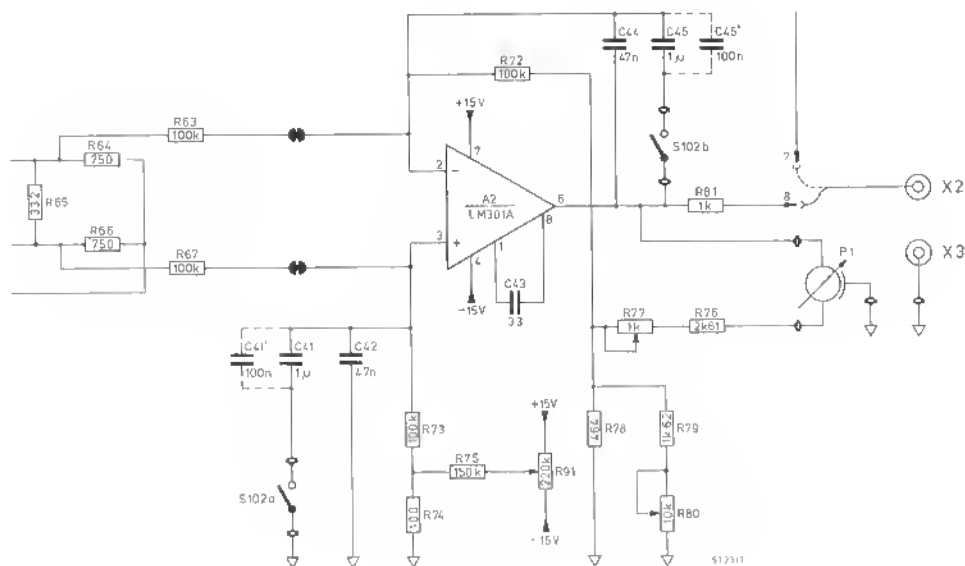 C44
47n
C45
1µ
C45'
100n
R72
100k
+15V
R63
100k
7
S102b
R64
750
2
−
A2
LM301A
6
R81
1k
7
8
X2
R65
33.2
R66
750
3
+
8
1
4
X3
R67
100k
C43
33
−15V
P1
R77
1k
R76
2k61
C41'
100n
C41
1µ
C42
47n
+15V
100k
R73
R75
150k
220k
R91
464
R78
1k62
R79
S102a
100
R74
−15V
10k
R80